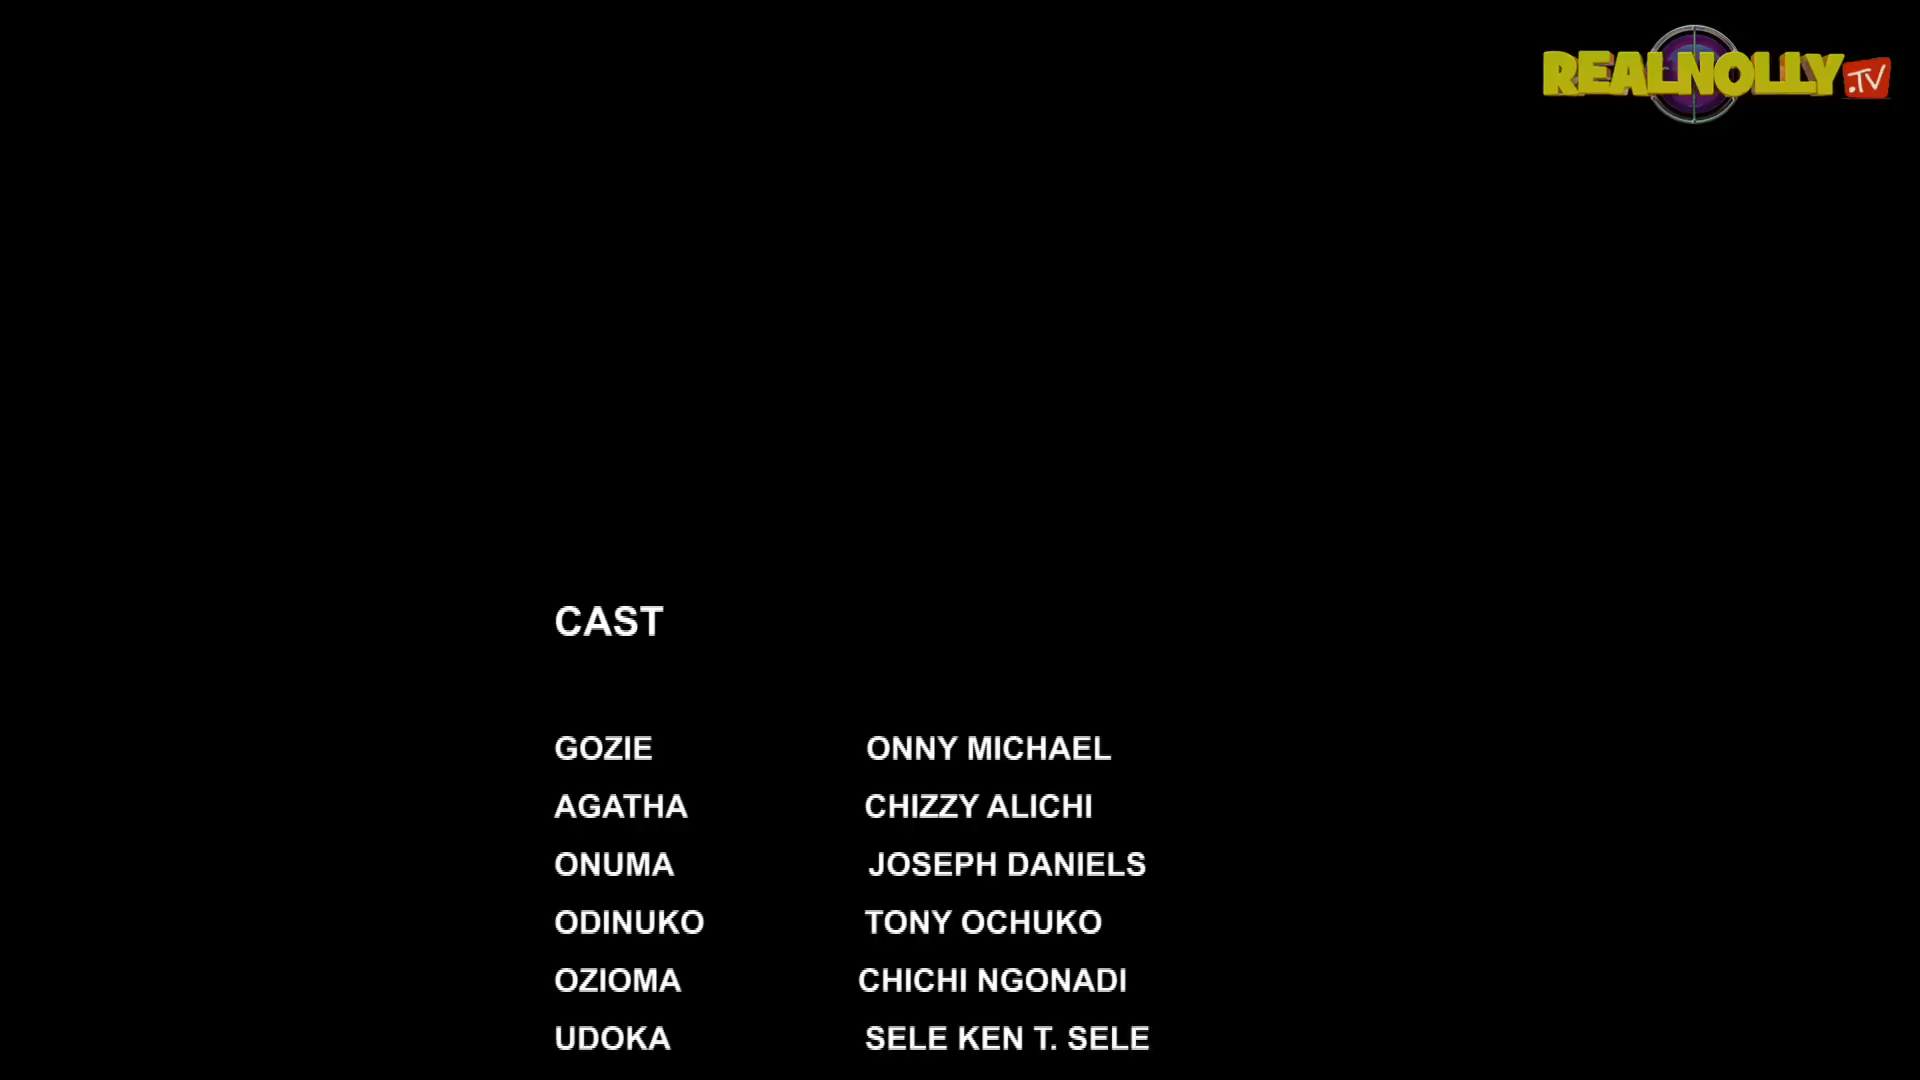 REALNOLLY.TV
CAST
GOZIE ONNY MICHAEL
AGATHA CHIZZY ALICHI
ONUMA JOSEPH DANIELS
ODINUKO TONY OCHUKO
OZIOMA CHICHI NGONADI
UDOKA SELE KEN T. SELE